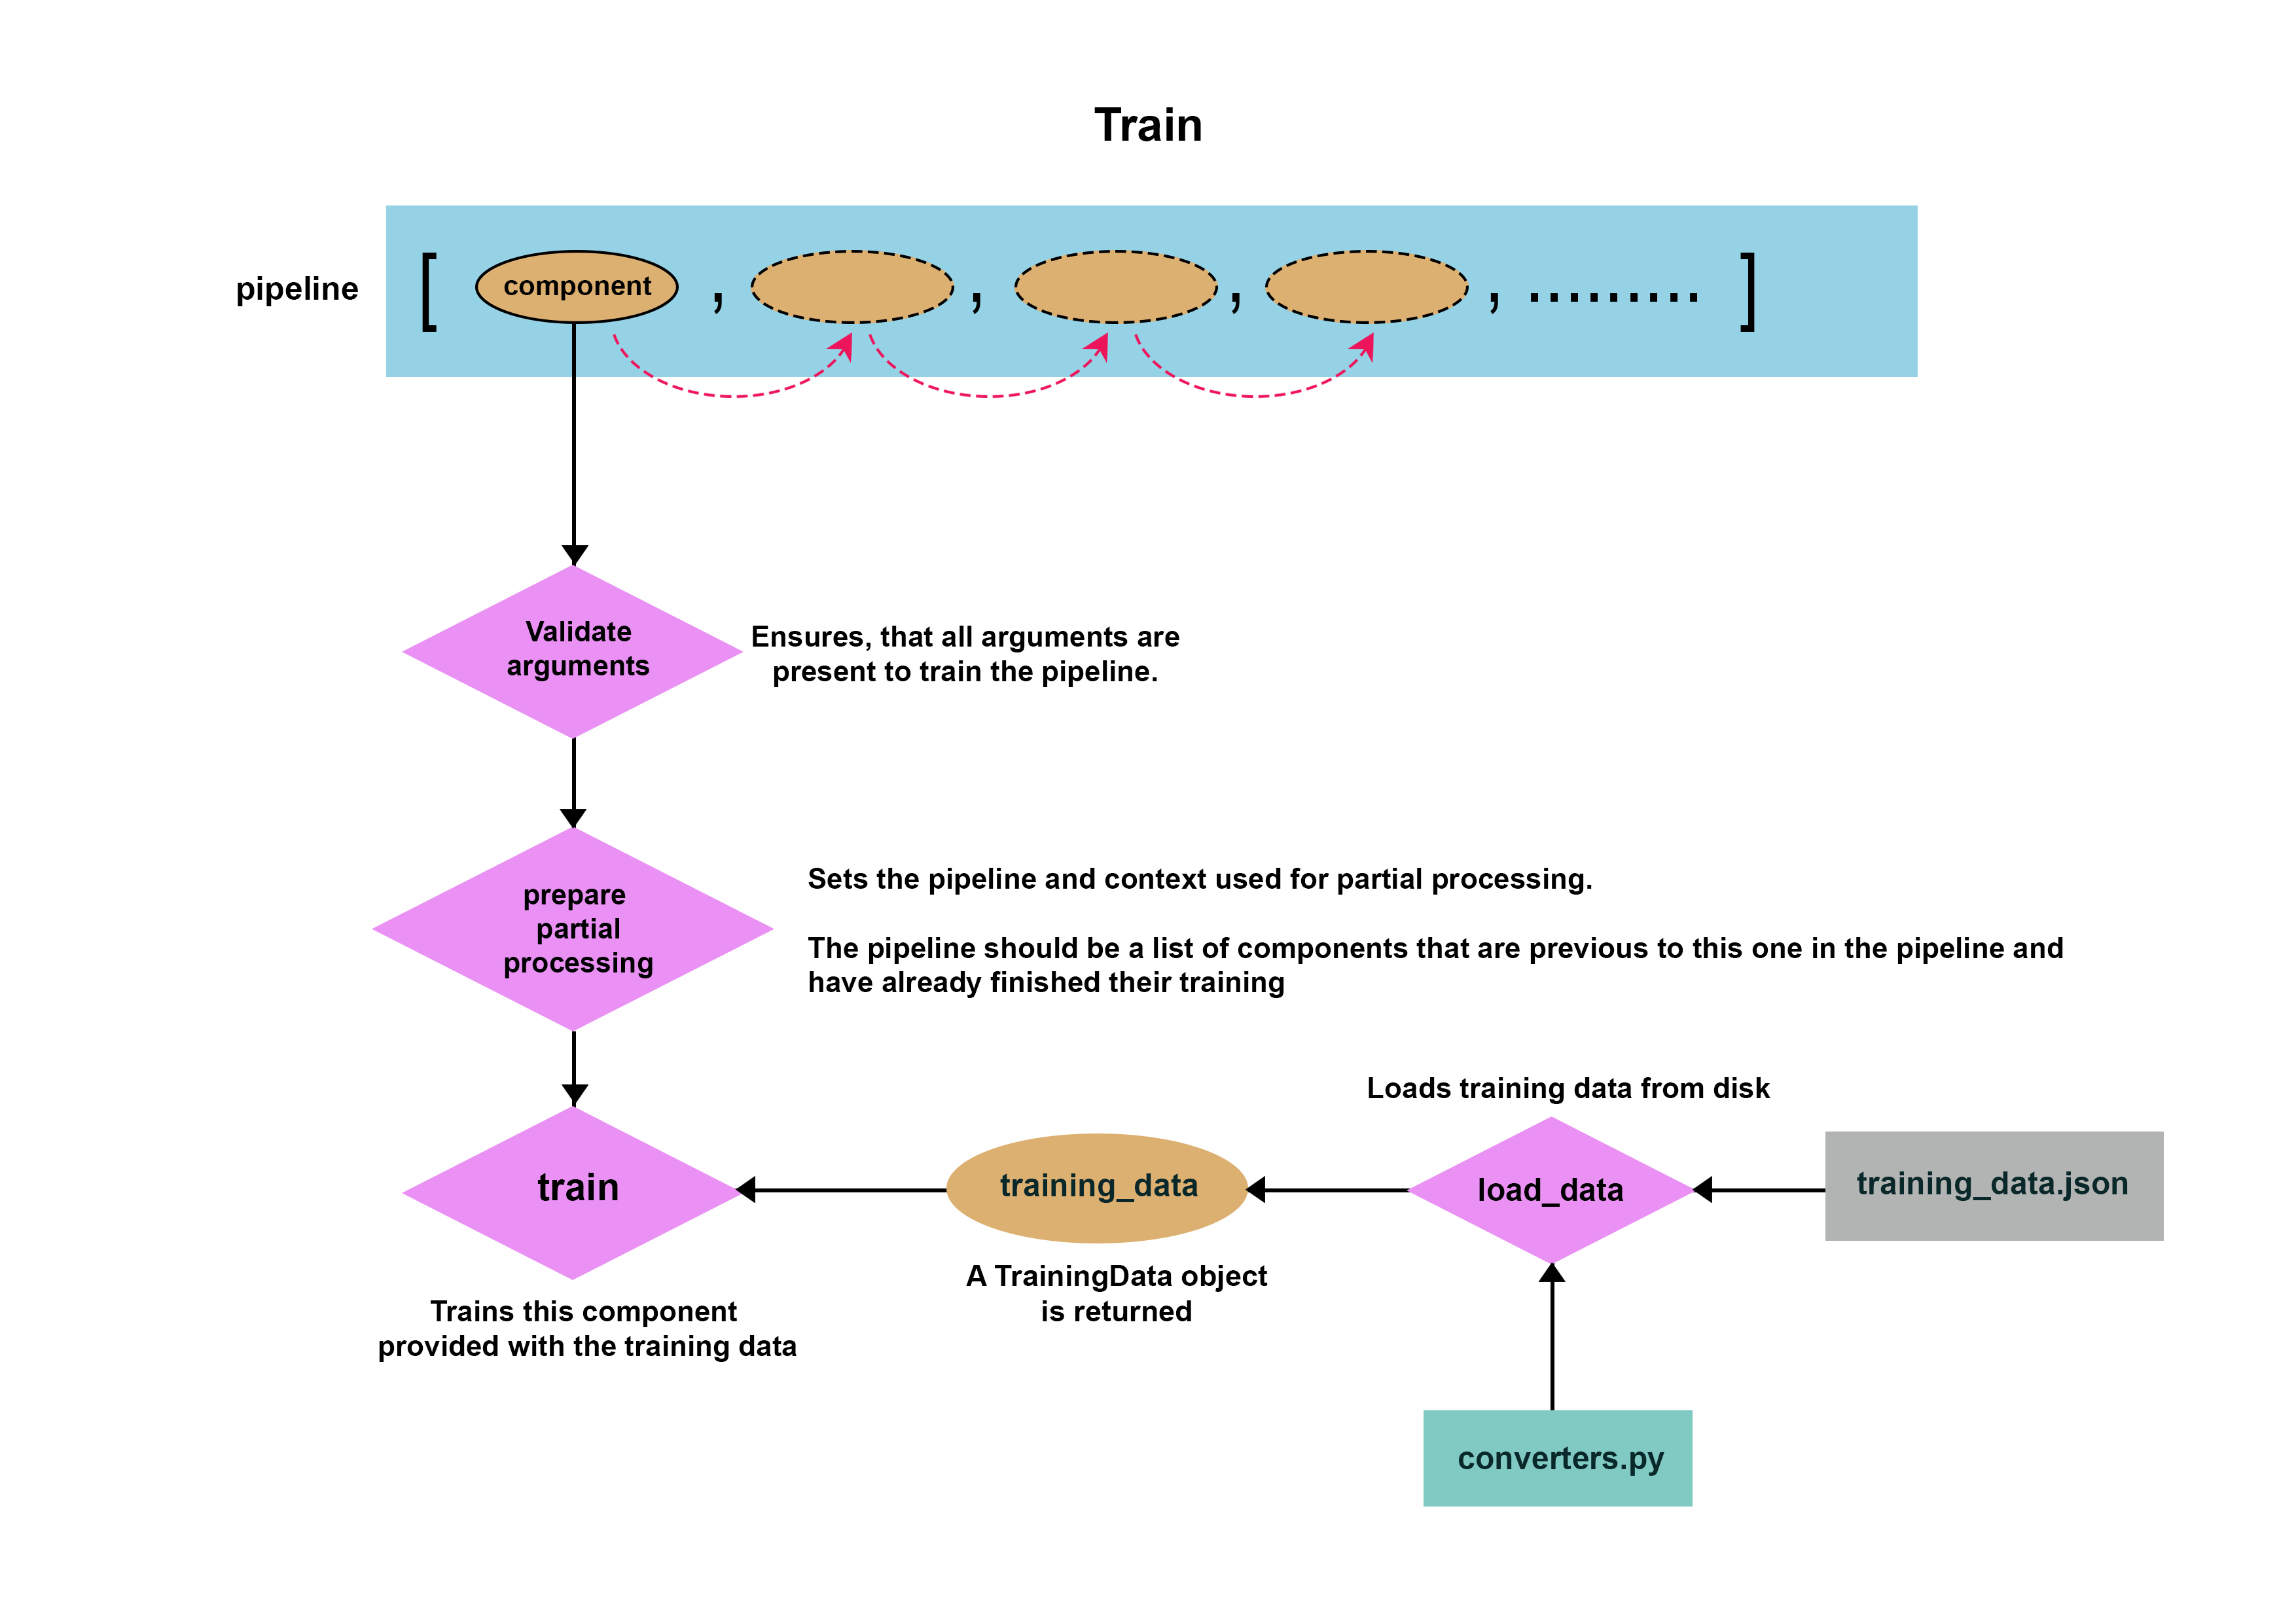 Train
pipeline
[ component , , , , ......... ]
Validate
arguments
Ensures, that all arguments are
present to train the pipeline.
prepare
partial
processing
Sets the pipeline and context used for partial processing.
The pipeline should be a list of components that are previous to this one in the pipeline and
have already finished their training
train
Trains this component
provided with the training data
training_data
A TrainingData object
is returned
Loads training data from disk
load_data
training_data.json
converters.py